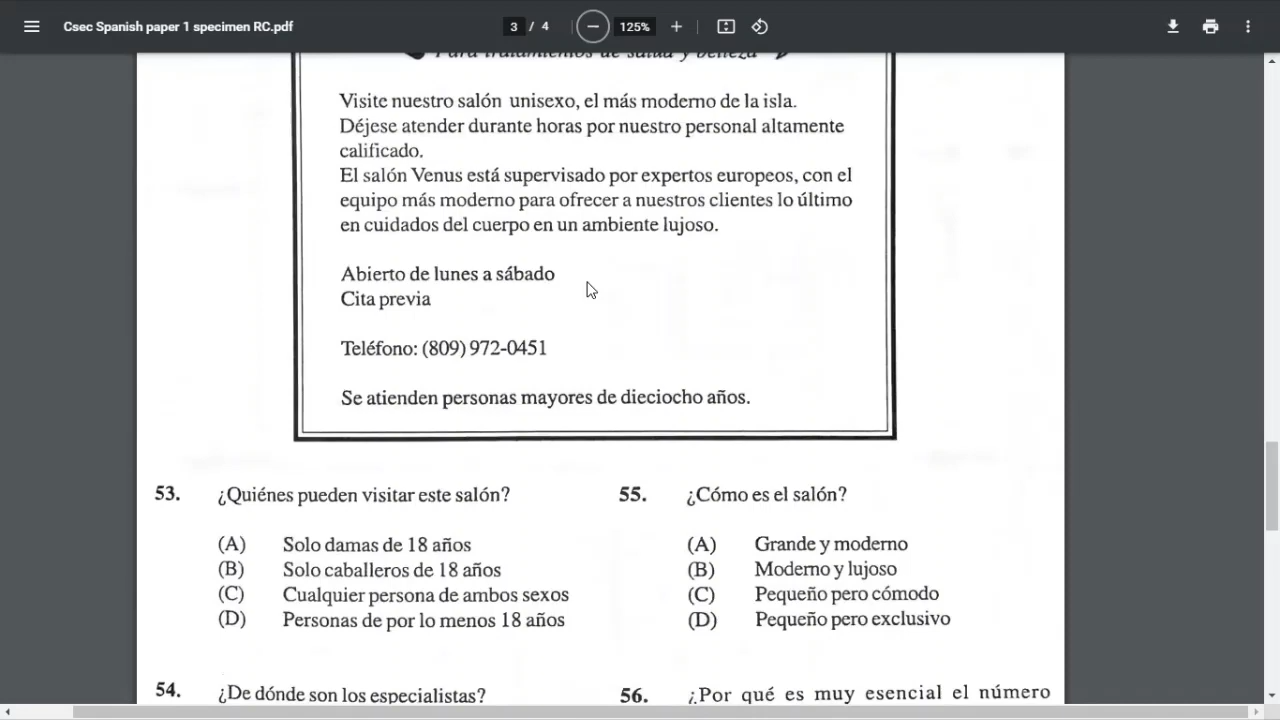 Csec Spanish paper 1 specimen RC.pdf
3 / 4
125%
Para tratamientos de salud y belleza
Visite nuestro salón unisexo, el más moderno de la isla.
Déjese atender durante horas por nuestro personal altamente
calificado.
El salón Venus está supervisado por expertos europeos, con el
equipo más moderno para ofrecer a nuestros clientes lo último
en cuidados del cuerpo en un ambiente lujoso.
Abierto de lunes a sábado
Cita previa
Teléfono: (809) 972-0451
Se atienden personas mayores de dieciocho años.
53. ¿Quiénes pueden visitar este salón?
(A) Solo damas de 18 años
(B) Solo caballeros de 18 años
(C) Cualquier persona de ambos sexos
(D) Personas de por lo menos 18 años
54. ¿De dónde son los especialistas?
55. ¿Cómo es el salón?
(A) Grande y moderno
(B) Moderno y lujoso
(C) Pequeño pero cómodo
(D) Pequeño pero exclusivo
56. ¿Por qué es muy esencial el número